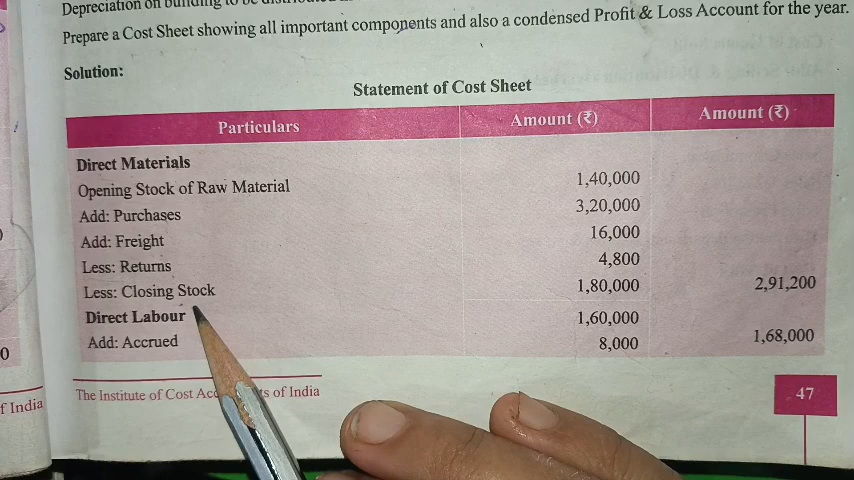 Depreciation on building to be
Prepare a Cost Sheet showing all important components and also a condensed Profit & Loss Account for the year.
Solution:
Statement of Cost Sheet
Particulars Amount (₹) Amount (₹)
Direct Materials
Opening Stock of Raw Material 1,40,000
Add: Purchases 3,20,000
Add: Freight 16,000
Less: Returns 4,800
Less: Closing Stock 1,80,000 2,91,200
Direct Labour 1,60,000
Add: Accrued 8,000 1,68,000
The Institute of Cost of India
47
0
f India